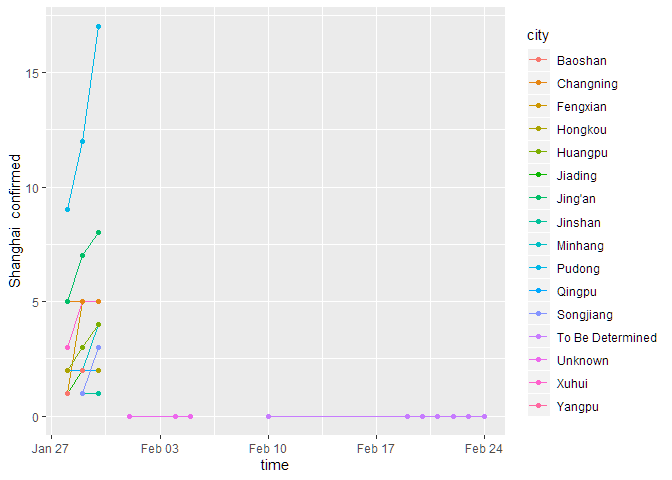 city
Baoshan
Changning
Fengxian
Hongkou
Huangpu
Jiading
Jing'an
Jinshan
Minhang
Pudong
Qingpu
Songjiang
To Be Determined
Unknown
Xuhui
Yangpu
Shanghai confirmed
15
10
5
0
Jan 27 Feb 03 Feb 10 Feb 17 Feb 24
time